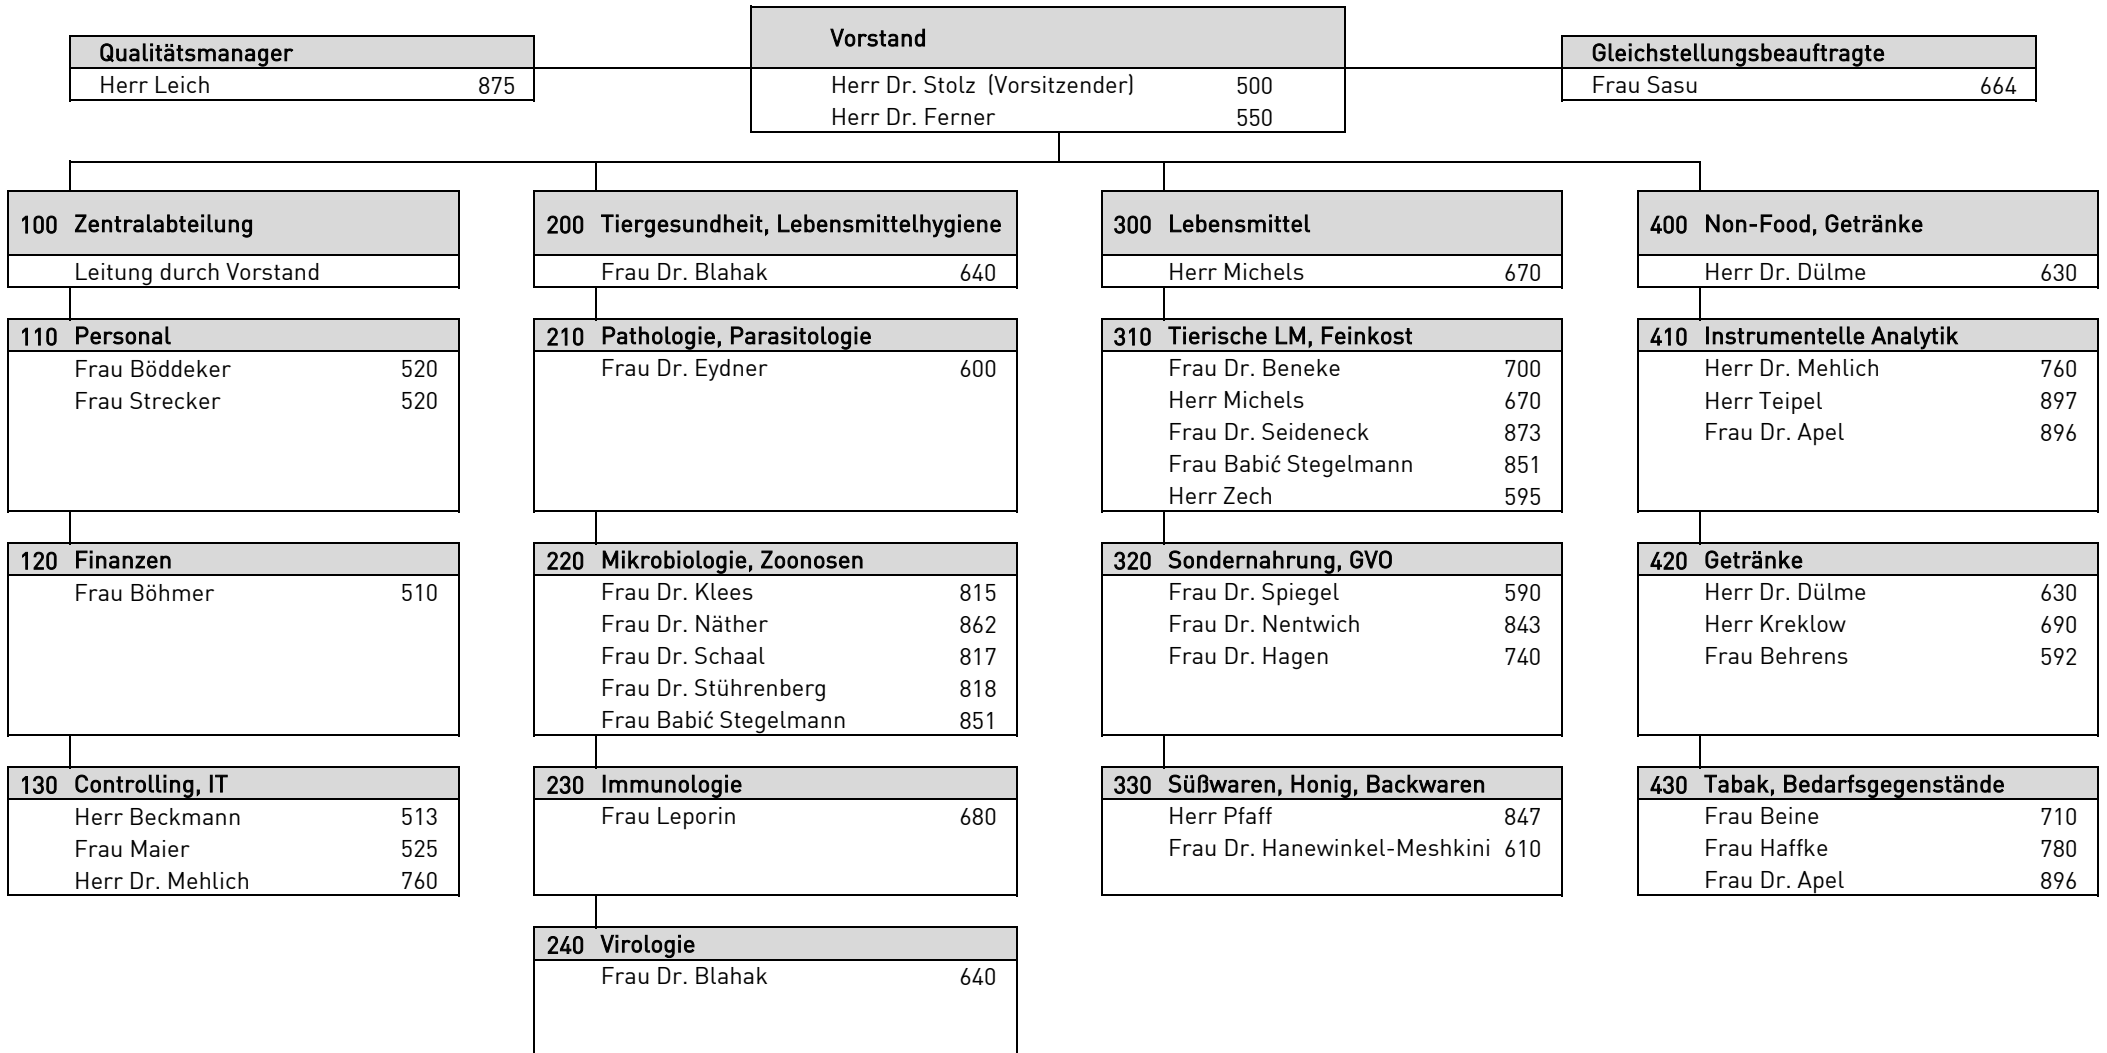 Qualitätsmanager
Herr Leich 875
Vorstand
Herr Dr. Stolz (Vorsitzender) 500
Herr Dr. Ferner 550
Gleichstellungsbeauftragte
Frau Sasu 664
100 Zentralabteilung
Leitung durch Vorstand
110 Personal
Frau Böddeker 520
Frau Strecker 520
120 Finanzen
Frau Böhmer 510
130 Controlling, IT
Herr Beckmann 513
Frau Maier 525
Herr Dr. Mehlich 760
200 Tiergesundheit, Lebensmittelhygiene
Frau Dr. Blahak 640
210 Pathologie, Parasitologie
Frau Dr. Eydner 600
220 Mikrobiologie, Zoonosen
Frau Dr. Klees 815
Frau Dr. Näther 862
Frau Dr. Schaal 817
Frau Dr. Stührenberg 818
Frau Babić Stegelmann 851
230 Immunologie
Frau Leporin 680
240 Virologie
Frau Dr. Blahak 640
300 Lebensmittel
Herr Michels 670
310 Tierische LM, Feinkost
Frau Dr. Beneke 700
Herr Michels 670
Frau Dr. Seideneck 873
Frau Babić Stegelmann 851
Herr Zech 595
320 Sondernahrung, GVO
Frau Dr. Spiegel 590
Frau Dr. Nentwich 843
Frau Dr. Hagen 740
330 Süßwaren, Honig, Backwaren
Herr Pfaff 847
Frau Dr. Hanewinkel-Meshkini 610
400 Non-Food, Getränke
Herr Dr. Dülme 630
410 Instrumentelle Analytik
Herr Dr. Mehlich 760
Herr Teipel 897
Frau Dr. Apel 896
420 Getränke
Herr Dr. Dülme 630
Herr Kreklow 690
Frau Behrens 592
430 Tabak, Bedarfsgegenstände
Frau Beine 710
Frau Haffke 780
Frau Dr. Apel 896